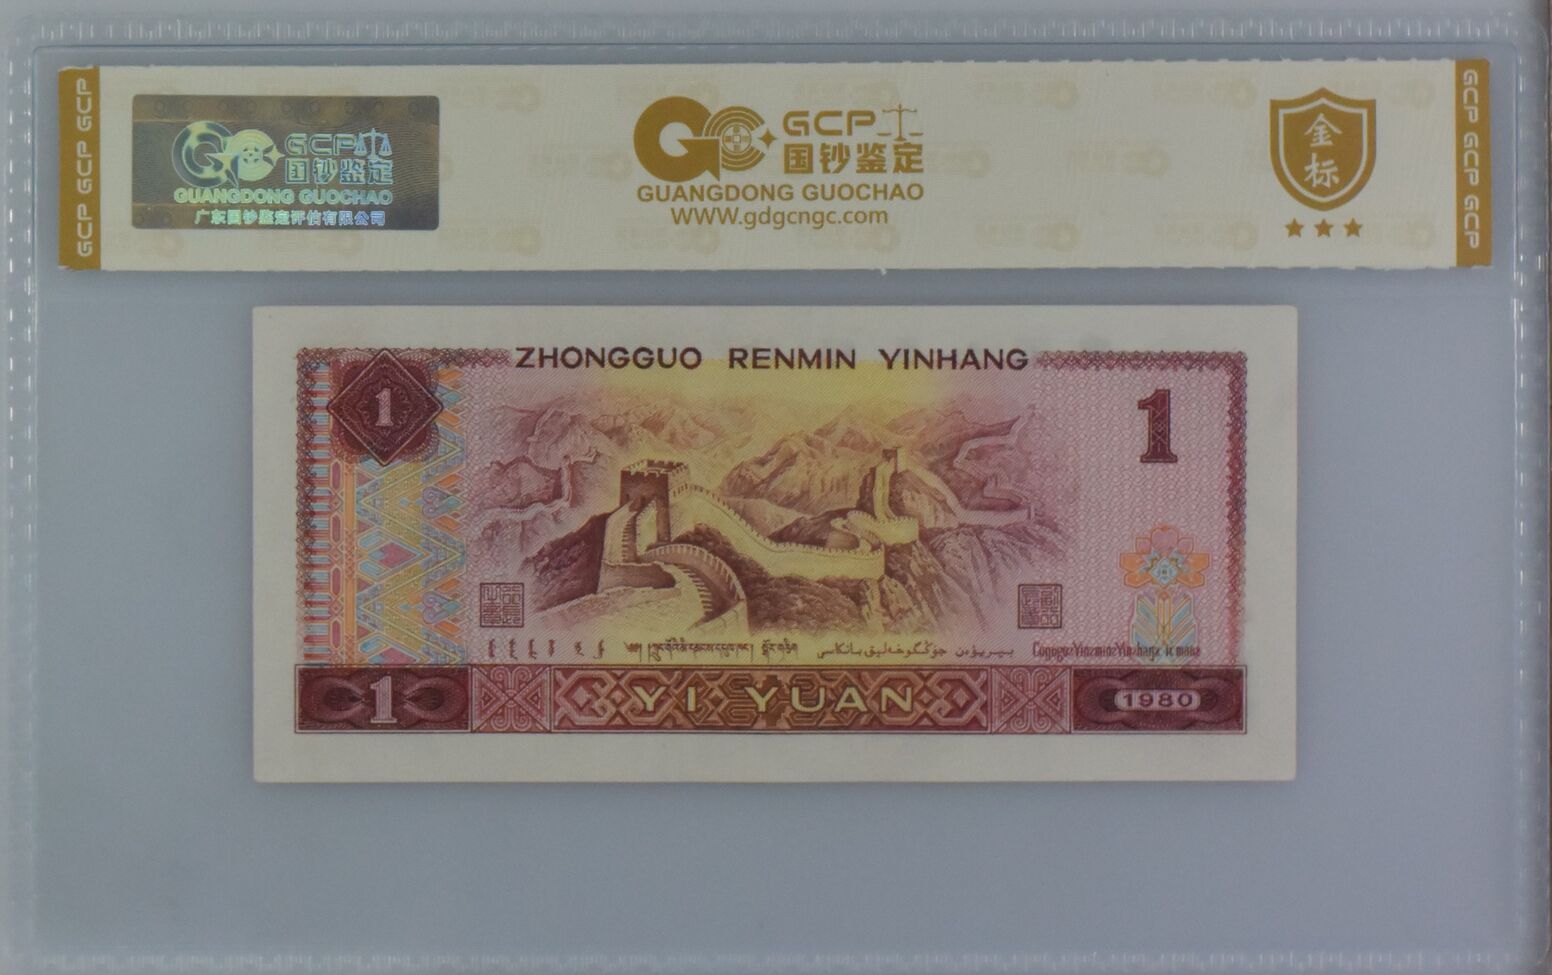 GCP GCP GCP
GCP
国钞鉴定
GUANGDONG GUOCHAO
广东国钞鉴定评估有限公司
GCP
国钞鉴定
GUANGDONG GUOCHAO
WWW.gdgcngc.com
金标
GCP GCP GCP
ZHONGGUO RENMIN YINHANG
1
1
1
YI YUAN
1980